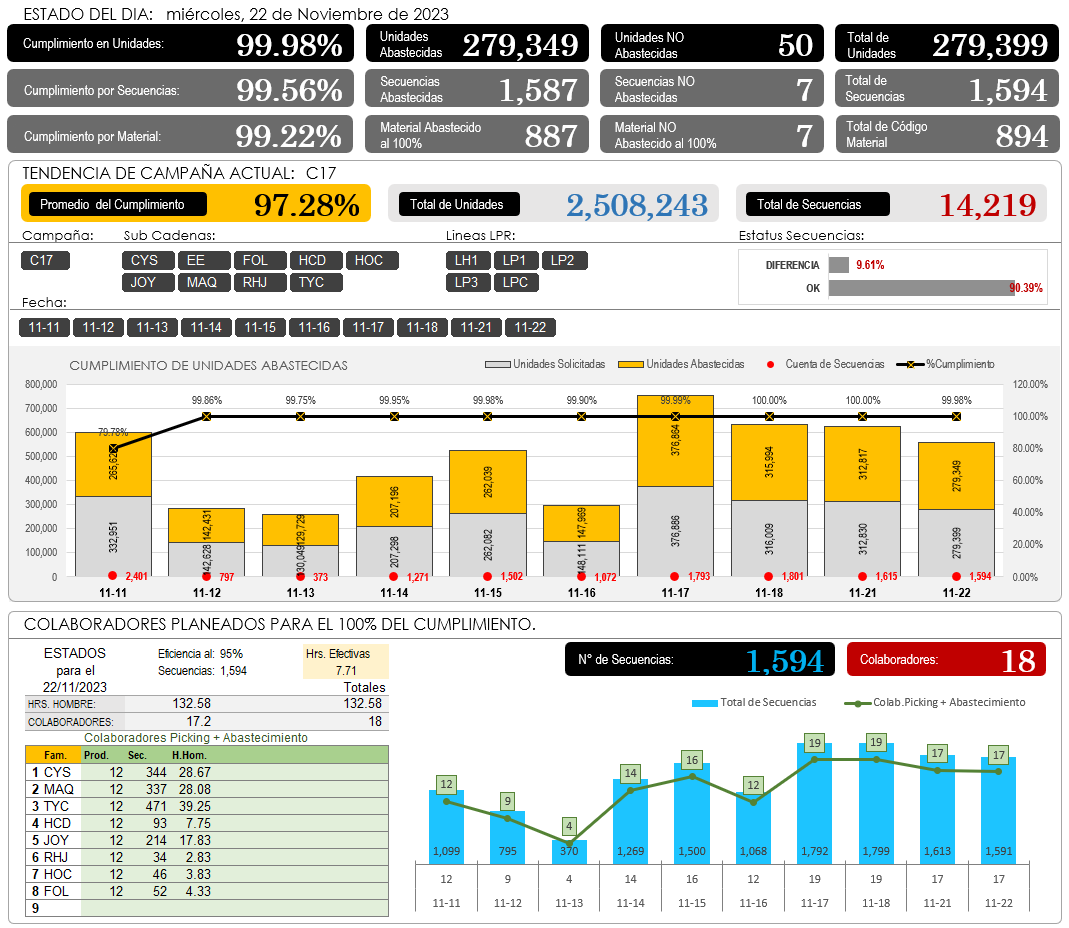 ESTADO DEL DIA: miércoles, 22 de Noviembre de 2023
Cumplimiento en Unidades: 99.98%
Unidades Abastecidas 279,349
Unidades NO Abastecidas 50
Total de Unidades 279,399
Cumplimiento por Secuencias: 99.56%
Secuencias Abastecidas 1,587
Secuencias NO Abastecidas 7
Total de Secuencias 1,594
Cumplimiento por Material: 99.22%
Material Abastecido al 100% 887
Material NO Abastecido al 100% 7
Total de Código Material 894
TENDENCIA DE CAMPAÑA ACTUAL: C17
Promedio del Cumplimiento 97.28%
Total de Unidades 2,508,243
Total de Secuencias 14,219
Campaña: Sub Cadenas: Lineas LPR: Estatus Secuencias:
C17 CYS EE FOL HCD HOC LH1 LP1 LP2
JOY MAQ RHJ TYC LP3 LPC
DIFERENCIA 9.61%
OK 90.39%
Fecha:
11-11 11-12 11-13 11-14 11-15 11-16 11-17 11-18 11-21 11-22
CUMPLIMIENTO DE UNIDADES ABASTECIDAS
Unidades Solicitadas Unidades Abastecidas Cuenta de Secuencias %Cumplimiento
800,000 120.00%
700,000 100.00%
600,000 80.00%
500,000 60.00%
400,000 40.00%
300,000 20.00%
200,000 0.00%
100,000
0
79.78% 99.86% 99.75% 99.95% 99.98% 99.90% 99.99% 100.00% 100.00% 99.98%
142,431 129,729 207,196 262,039 147,969 376,864 315,994 312,817 279,349
332,951 207,298 262,082 376,886 316,009 312,830 279,399
2,401 797 373 1,271 1,502 1,072 1,793 1,801 1,615 1,594
11-11 11-12 11-13 11-14 11-15 11-16 11-17 11-18 11-21 11-22
COLABORADORES PLANEADOS PARA EL 100% DEL CUMPLIMIENTO.
ESTADOS Eficiencia al: 95% Hrs. Efectivas
para el Secuencias: 1,594 7.71
22/11/2023 Totales
HRS. HOMBRE: 132.58 132.58
COLABORADORES: 17.2 18
Colaboradores Picking + Abastecimiento
Fam. Prod. Sec. H.Hom.
1 CYS 12 344 28.67
2 MAQ 12 337 28.08
3 TYC 12 471 39.25
4 HCD 12 93 7.75
5 JOY 12 214 17.83
6 RHJ 12 34 2.83
7 HOC 12 46 3.83
8 FOL 12 52 4.33
9
N° de Secuencias: 1,594
Colaboradores: 18
Total de Secuencias Colab.Picking + Abastecimiento
12 9 4 14 16 12 19 19 17 17
1,099 795 370 1,269 1,500 1,068 1,792 1,799 1,613 1,591
12 9 4 14 16 12 19 19 17 17
11-11 11-12 11-13 11-14 11-15 11-16 11-17 11-18 11-21 11-22